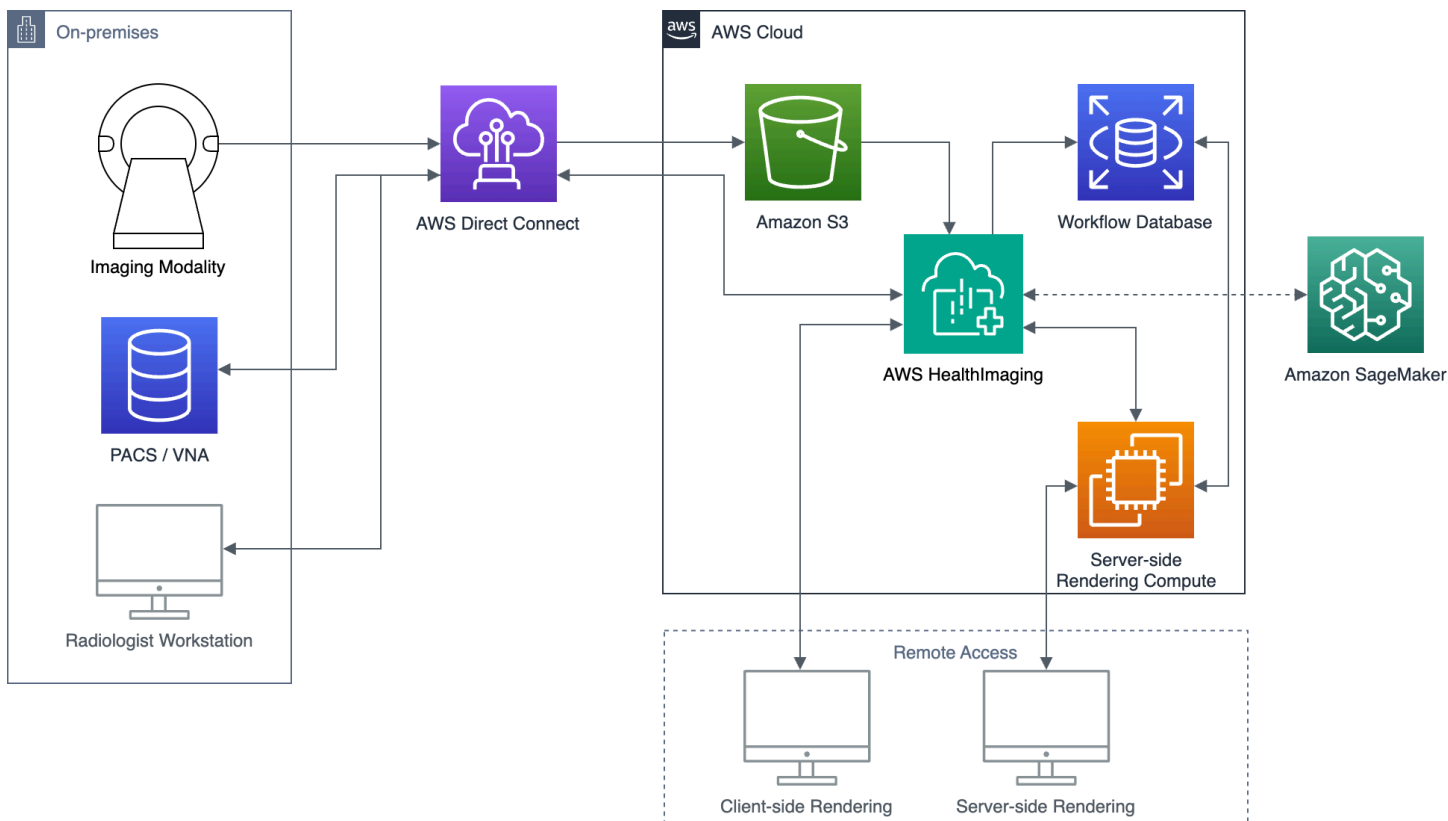 On-premises
aws
AWS Cloud
AWS Direct Connect
Amazon S3
Workflow Database
Imaging Modality
AWS HealthImaging
Amazon SageMaker
PACS / VNA
Server-side
Rendering Compute
Radiologist Workstation
Remote Access
Client-side Rendering
Server-side Rendering